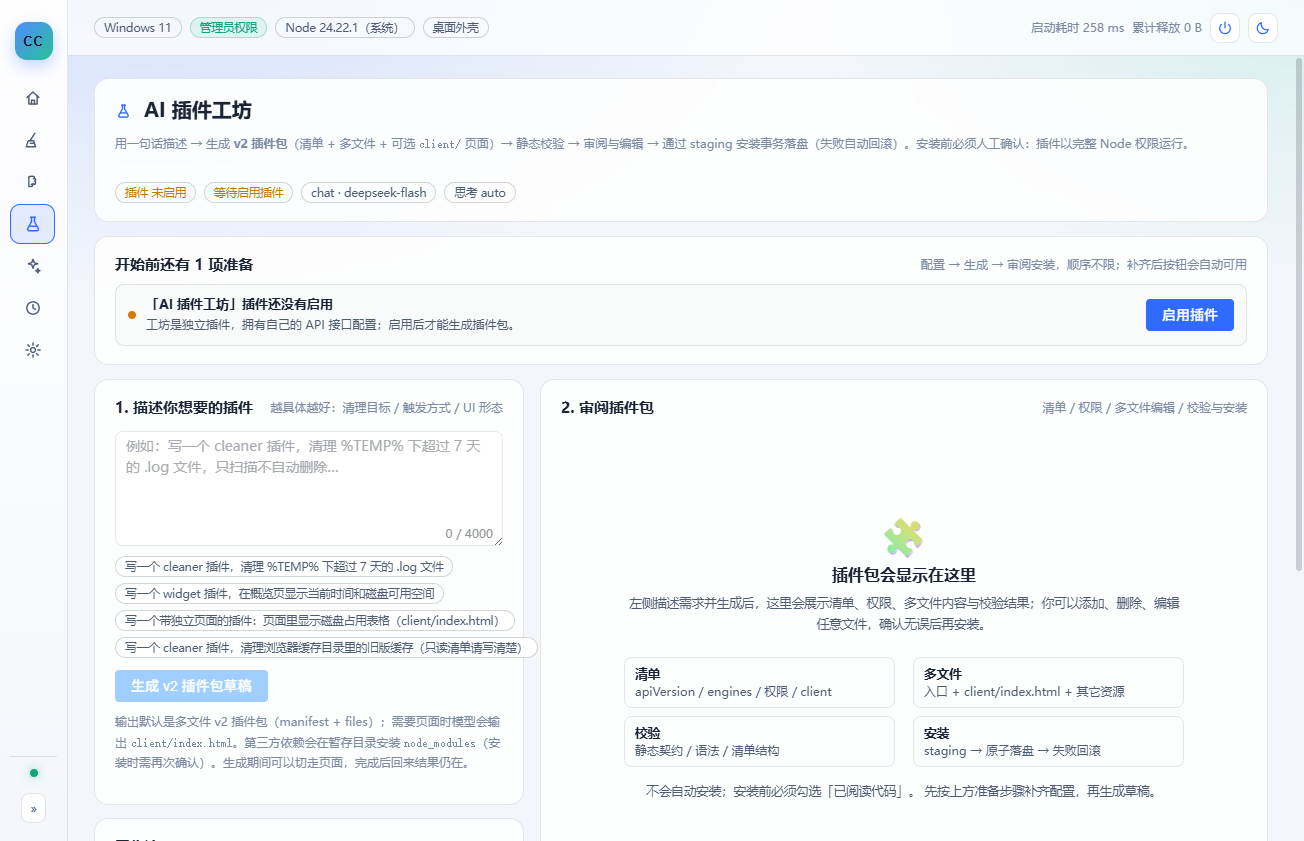 CC
Windows 11
管理员权限
Node 24.22.1（系统）
桌面外壳
启动耗时 258 ms 累计释放 0 B
AI 插件工坊
用一句话描述 → 生成 v2 插件包（清单 + 多文件 + 可选 client/ 页面）→ 静态校验 → 审阅与编辑 → 通过 staging 安装事务落盘（失败自动回滚）。安装前必须人工确认：插件以完整 Node 权限运行。
插件 未启用
等待启用插件
chat · deepseek-flash
思考 auto
开始前还有 1 项准备
配置 → 生成 → 审阅安装，顺序不限；补齐后按钮会自动可用
「AI 插件工坊」插件还没有启用
工坊是独立插件，拥有自己的 API 接口配置；启用后才能生成插件包。
启用插件
1. 描述你想要的插件
越具体越好：清理目标 / 触发方式 / UI 形态
例如：写一个 cleaner 插件，清理 %TEMP% 下超过 7 天
的 .log 文件，只扫描不自动删除...
0 / 4000
写一个 cleaner 插件，清理 %TEMP% 下超过 7 天的 .log 文件
写一个 widget 插件，在概览页显示当前时间和磁盘可用空间
写一个带独立页面的插件：页面里显示磁盘占用表格（client/index.html）
写一个 cleaner 插件，清理浏览器缓存目录里的旧版缓存（只读清单请写清楚）
生成 v2 插件包草稿
输出默认是多文件 v2 插件包（manifest + files）；需要页面时模型会输
出 client/index.html。第三方依赖会在暂存目录安装 node_modules（安
装时需再次确认）。生成期间可以切走页面，完成后回来结果仍在。
2. 审阅插件包
清单 / 权限 / 多文件编辑 / 校验与安装
插件包会显示在这里
左侧描述需求并生成后，这里会展示清单、权限、多文件内容与校验结果；你可以添加、删除、编辑
任意文件，确认无误后再安装。
清单
apiVersion / engines / 权限 / client
多文件
入口 + client/index.html + 其它资源
校验
静态契约 / 语法 / 清单结构
安装
staging → 原子落盘 → 失败回滚
不会自动安装；安装前必须勾选「已阅读代码」。 先按上方准备步骤补齐配置，再生成草稿。
»